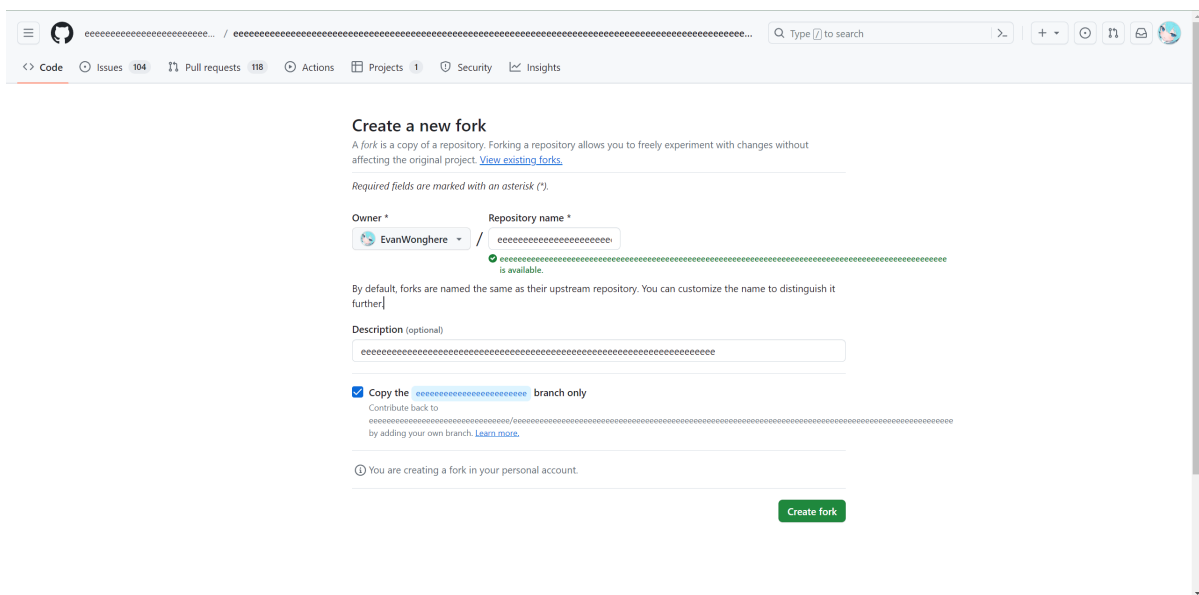 eeeeeeeeeeeeeeeeeeeeeeee... /
Type / to search
Code
Issues 104
Pull requests 118
Actions
Projects 1
Security
Insights
Create a new fork
A fork is a copy of a repository. Forking a repository allows you to freely experiment with changes without
affecting the original project. View existing forks.
Required fields are marked with an asterisk (*).
Owner *
Repository name *
EvanWonghere
/
is available.
By default, forks are named the same as their upstream repository. You can customize the name to distinguish it
further.
Description (optional)
Copy the eeeeeeeeeeeeeeeeeeeeeeee branch only
Contribute back to
by adding your own branch. Learn more.
You are creating a fork in your personal account.
Create fork